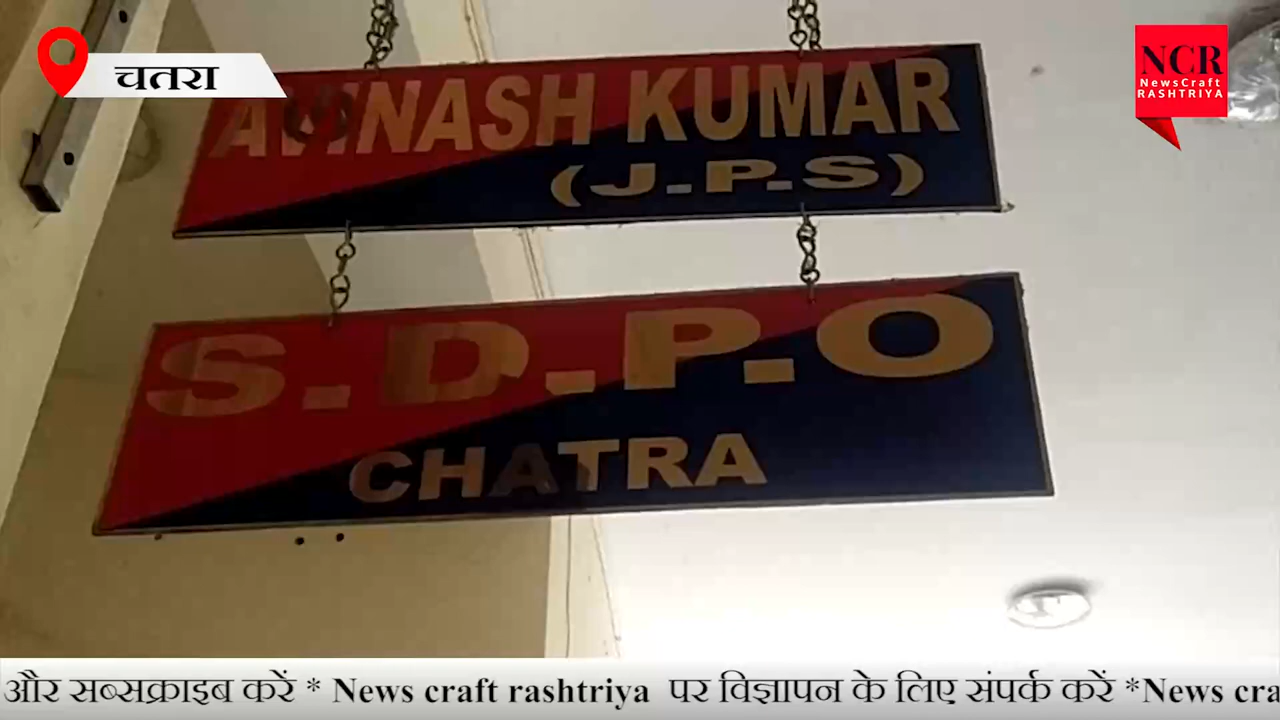 चतरा
NCR
NewsCraft
RASHTRIYA
AVINASH KUMAR
(J.P.S)
S.D.P.O
CHATRA
और सब्सक्राइब करें * News craft rashtriya पर विज्ञापन के लिए संपर्क करें *News cra